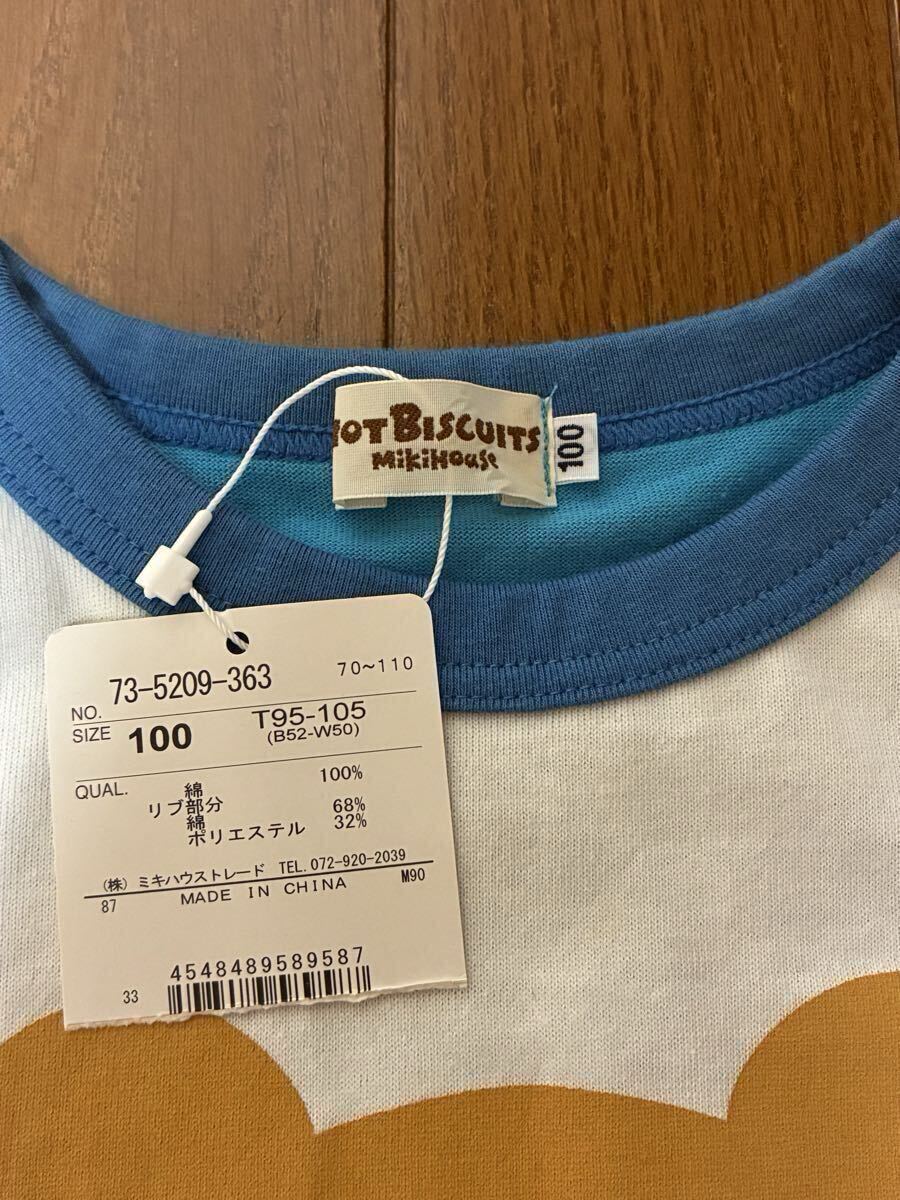 HOT BISCUITS
MIKIHOUSE
100
NO. 73-5209-363 70~110
SIZE 100 T95-105
(B52-W50)
QUAL.
綿 100%
リブ部分
綿 68%
ポリエステル 32%
(株) ミキハウストレード TEL.072-920-2039
87 MADE IN CHINA M90
4548489589587
33